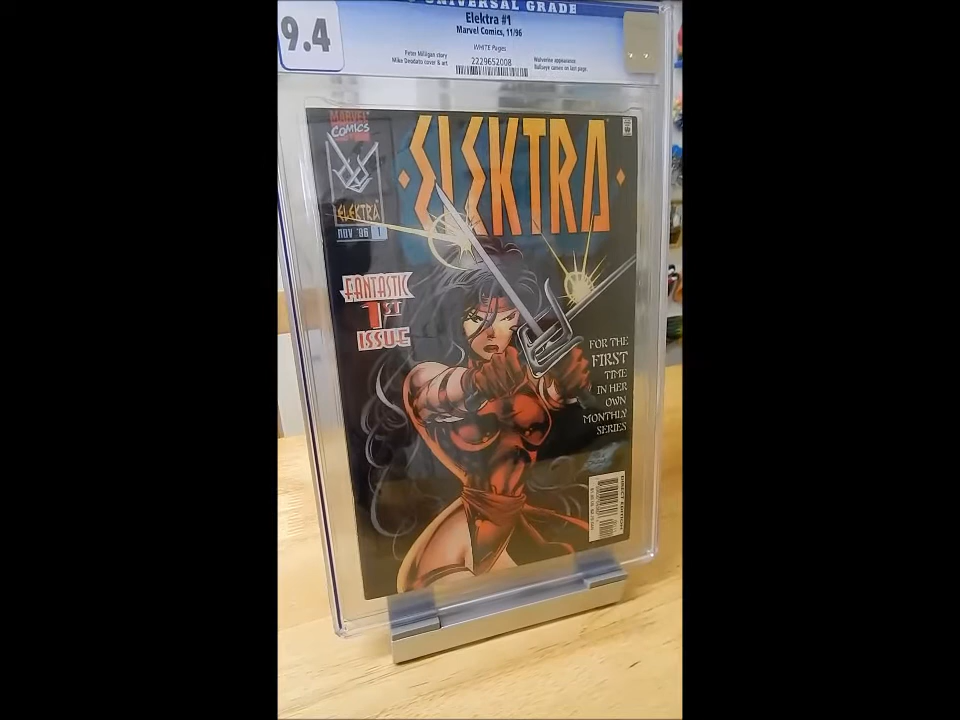 UNIVERSAL GRADE
9.4
Elektra #1
Marvel Comics, 11/96
WHITE Pages
Peter Milligan story
Mike Deodato cover & art
2229652008
Wolverine appearance.
Bullseye cameo on last page.
MARVEL
COMICS
ELEKTRA
ELEKTRA
NOV '96 1
FANTASTIC
1ST
ISSUE
FOR THE
FIRST
TIME
IN HER
OWN
MONTHLY
SERIES
DIRECT EDITION